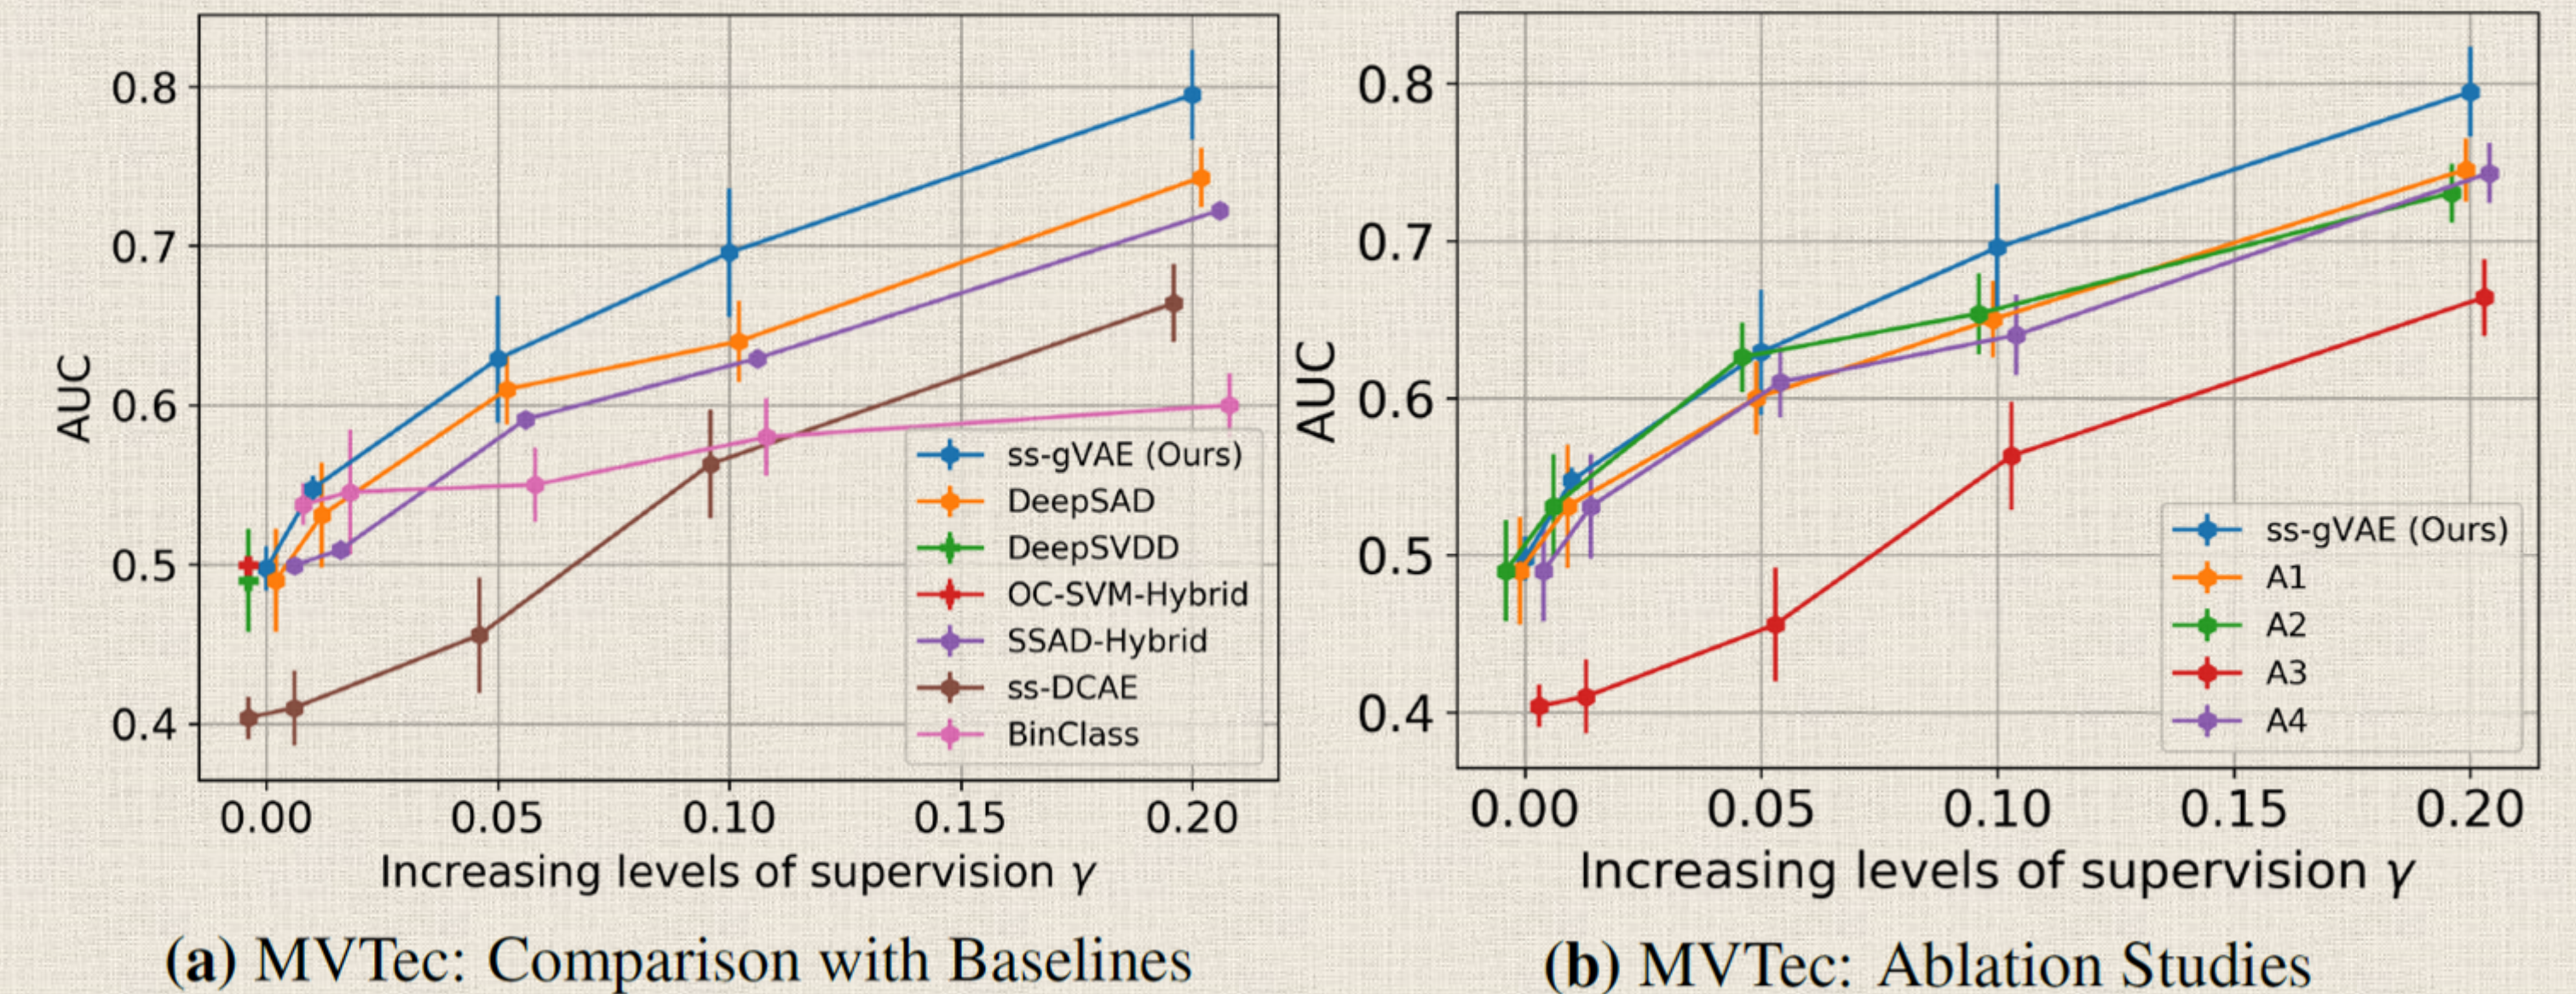 0.8
0.7
0.6
0.5
0.4
AUC
ss-gVAE (Ours)
DeepSAD
DeepSVDD
OC-SVM-Hybrid
SSAD-Hybrid
ss-DCAE
BinClass
0.00 0.05 0.10 0.15 0.20
Increasing levels of supervision γ
(a) MVTec: Comparison with Baselines
0.8
0.7
0.6
0.5
0.4
AUC
ss-gVAE (Ours)
A1
A2
A3
A4
0.00 0.05 0.10 0.15 0.20
Increasing levels of supervision γ
(b) MVTec: Ablation Studies